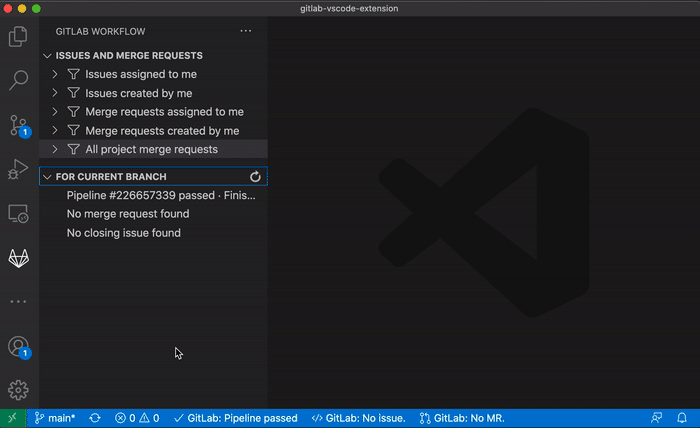 gitlab-vscode-extension
GITLAB WORKFLOW
ISSUES AND MERGE REQUESTS
Issues assigned to me
Issues created by me
Merge requests assigned to me
Merge requests created by me
All project merge requests
FOR CURRENT BRANCH
Pipeline #226657339 passed · Finis...
No merge request found
No closing issue found
1
1
main* 0 0 GitLab: Pipeline passed GitLab: No issue. GitLab: No MR.